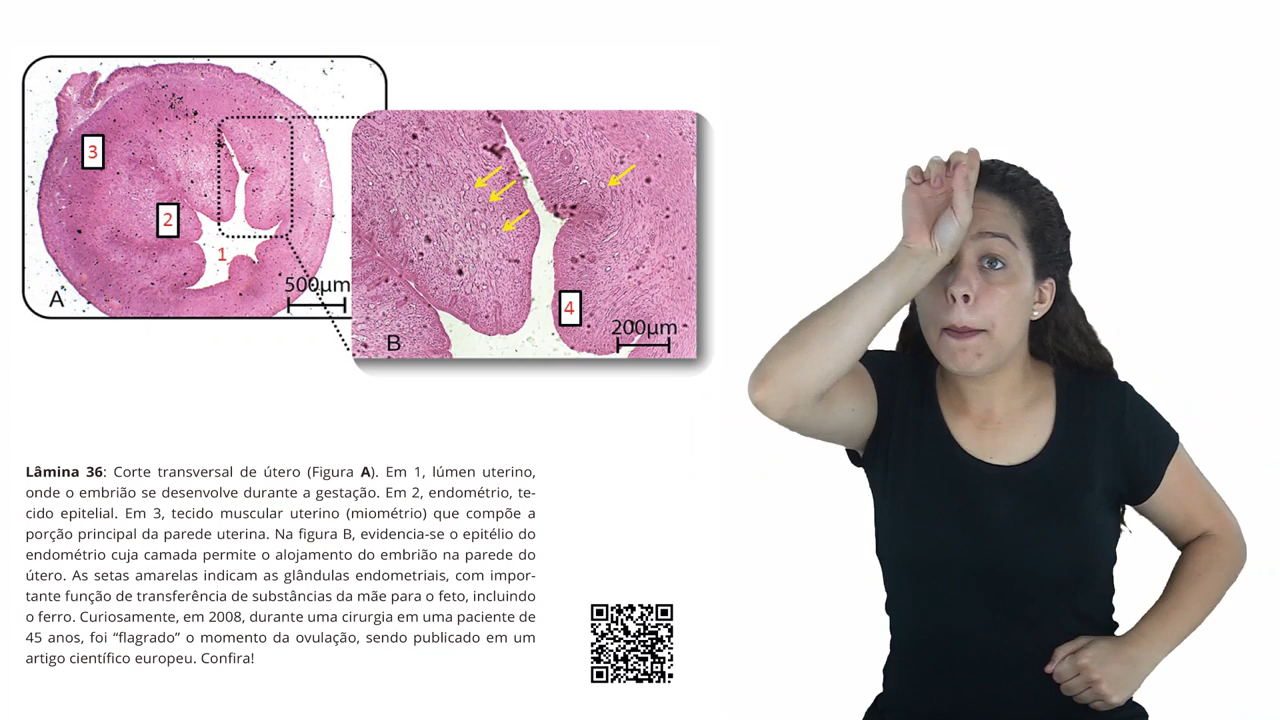 3
2
1
500µm
A
4
200µm
B
Lâmina 36: Corte transversal de útero (Figura A). Em 1, lúmen uterino,
onde o embrião se desenvolve durante a gestação. Em 2, endométrio, te-
cido epitelial. Em 3, tecido muscular uterino (miométrio) que compõe a
porção principal da parede uterina. Na figura B, evidencia-se o epitélio do
endométrio cuja camada permite o alojamento do embrião na parede do
útero. As setas amarelas indicam as glândulas endometriais, com impor-
tante função de transferência de substâncias da mãe para o feto, incluindo
o ferro. Curiosamente, em 2008, durante uma cirurgia em uma paciente de
45 anos, foi “flagrado” o momento da ovulação, sendo publicado em um
artigo científico europeu. Confira!